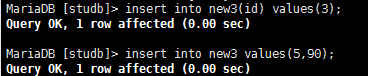 MariaDB [studb]> insert into new3(id) values(3);
Query OK, 1 row affected (0.00 sec)
MariaDB [studb]> insert into new3 values(5,90);
Query OK, 1 row affected (0.00 sec)